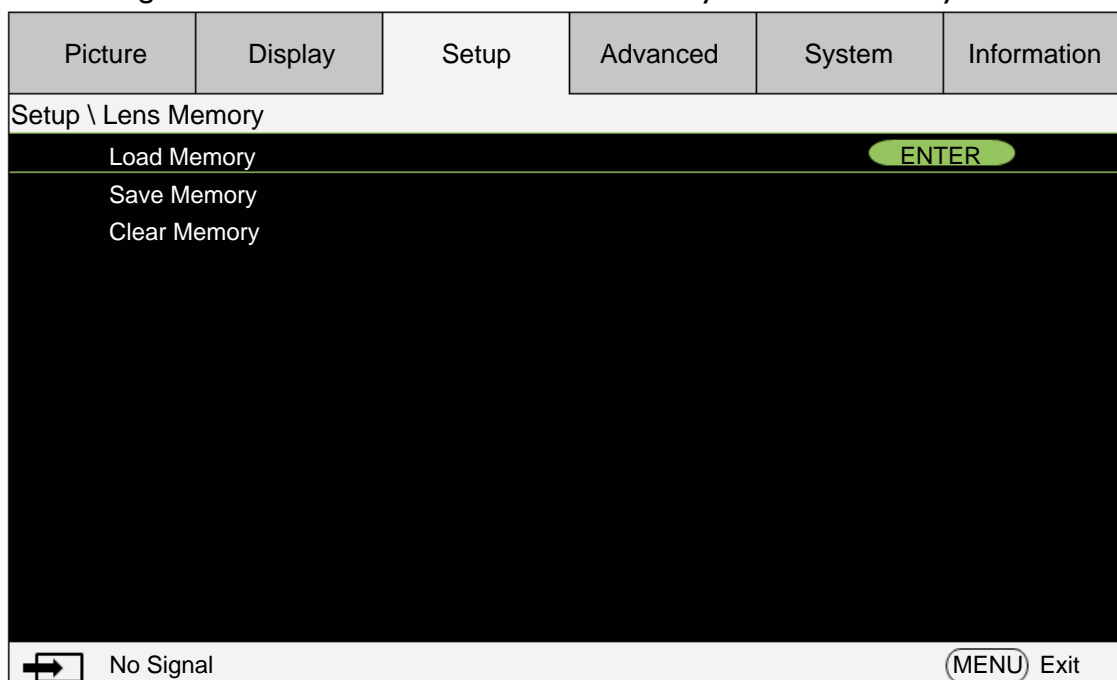 Picture Display Setup Advanced System Information
Setup \ Lens Memory
Load Memory ENTER
Save Memory
Clear Memory
No Signal MENU Exit